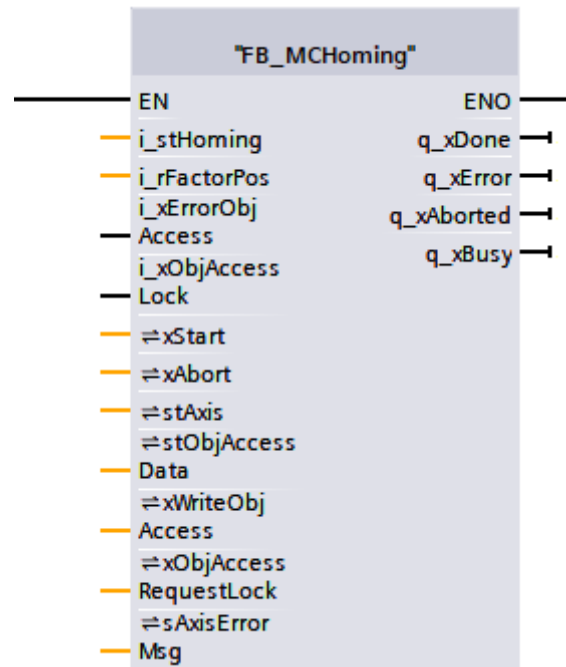 "FB_MCHoming"
EN ENO
i_stHoming q_xDone
i_rFactorPos q_xError
i_xErrorObj
Access q_xAborted
i_xObjAccess q_xBusy
Lock
⇌xStart
⇌xAbort
⇌stAxis
⇌stObjAccess
Data
⇌xWriteObj
Access
⇌xObjAccess
RequestLock
⇌sAxisError
Msg